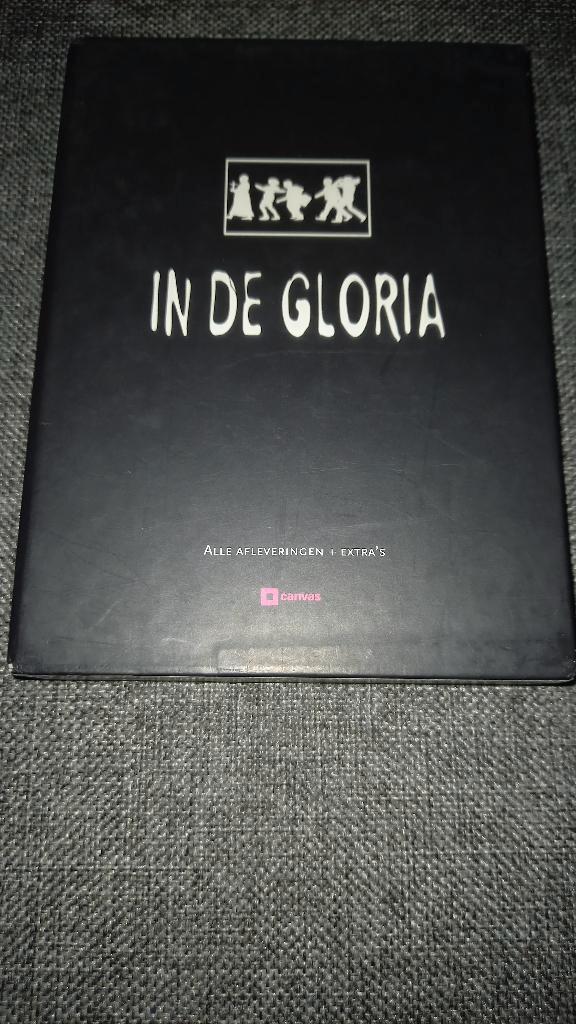 IN DE GLORIA
ALLE AFLEVERINGEN + EXTRA'S
canvas